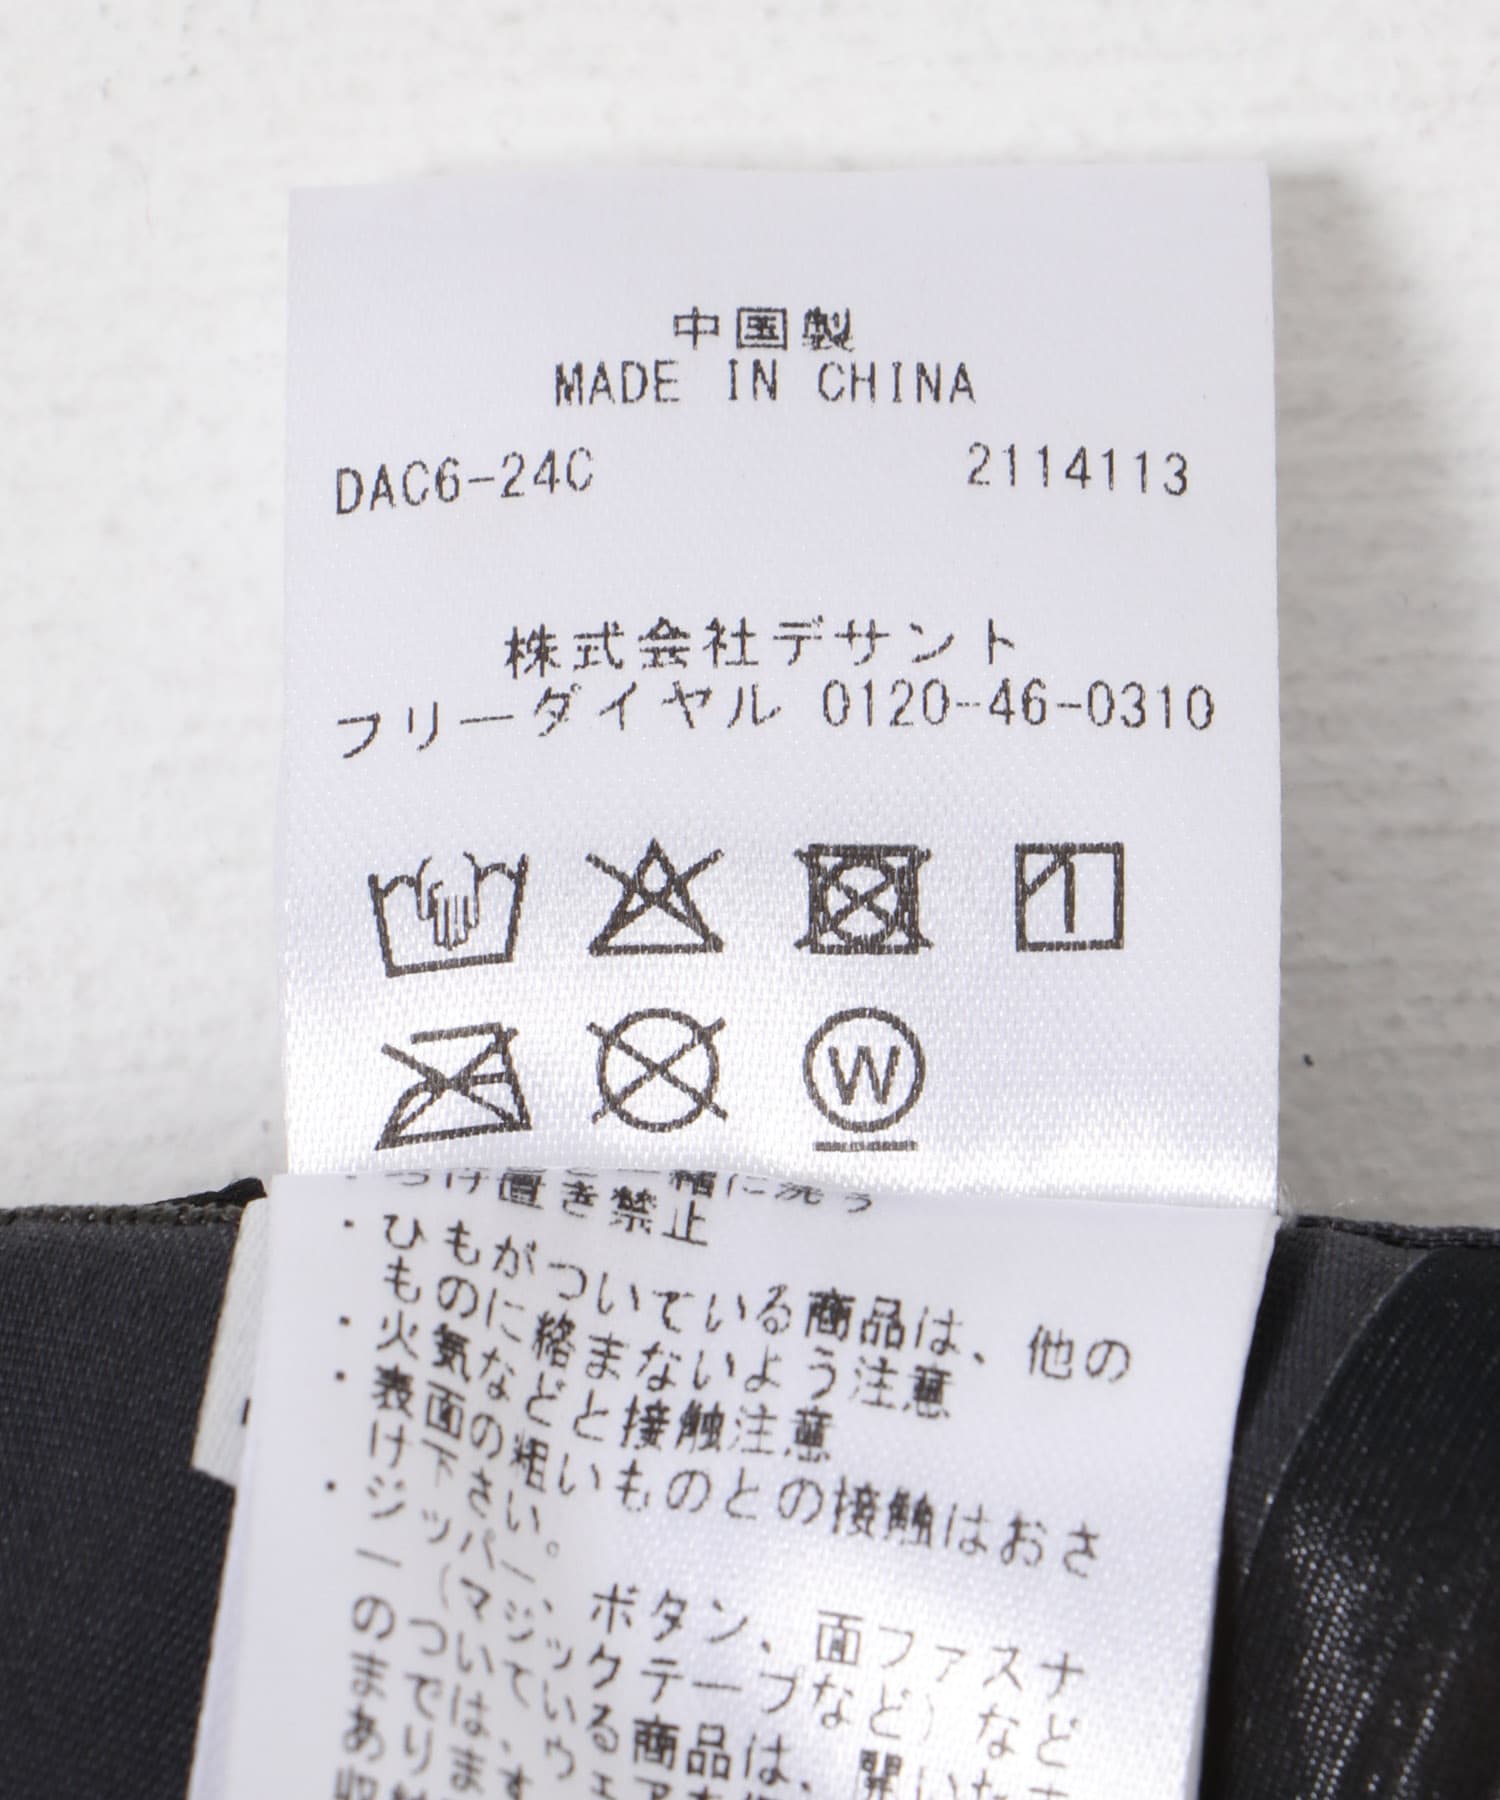 中国製
MADE IN CHINA
DAC6-24C 2114113
株式会社デサント
フリーダイヤル 0120-46-0310
W
つけ置き禁止
・ひもがついている商品は、他の
ものに絡まないよう注意
・火気などと接触注意
・表面の粗いものとの接触はおさ
け下さい。
・ジッパー、ボタン、面ファスナ
ー(マジックテープなど)など
のついている商品は、開いた